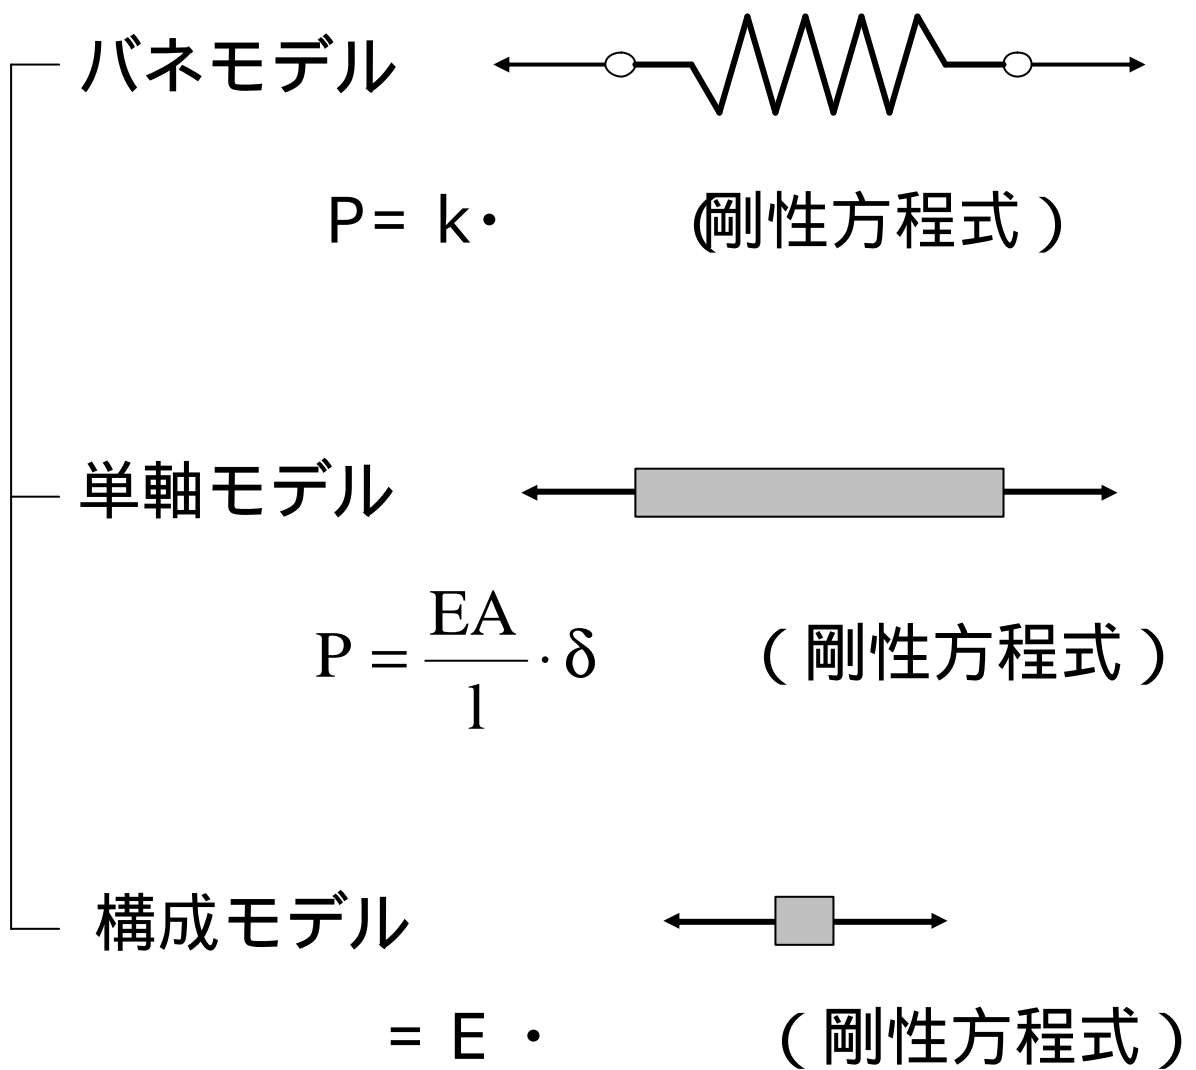 バネモデル
P= k・ (剛性方程式)
単軸モデル
P = EA/l · δ (剛性方程式)
構成モデル
= E ・ (剛性方程式)